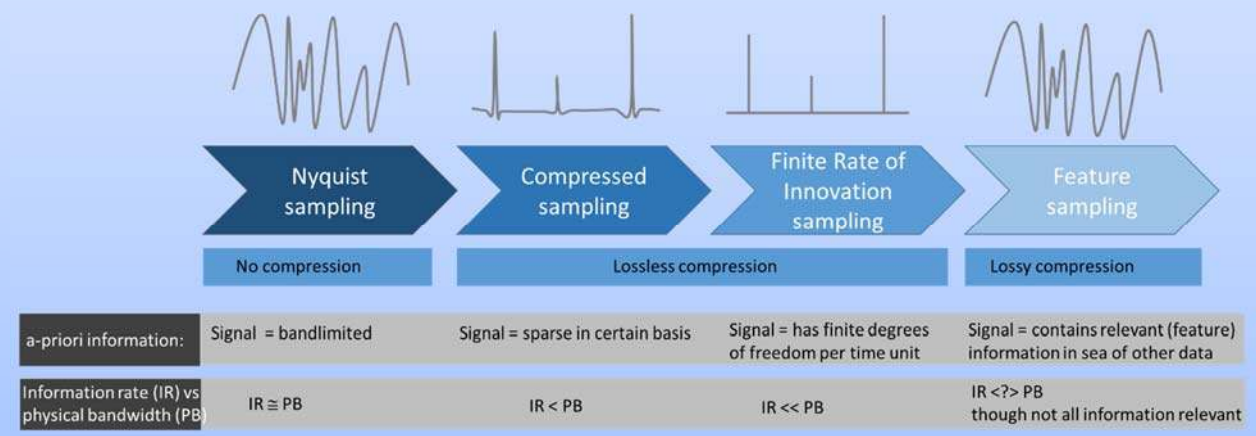 Nyquist
sampling
Compressed
sampling
Finite Rate of
Innovation
sampling
Feature
sampling
No compression
Lossless compression
Lossy compression
a-priori information:
Signal = bandlimited
Signal = sparse in certain basis
Signal = has finite degrees
of freedom per time unit
Signal = contains relevant (feature)
information in sea of other data
Information rate (IR) vs
physical bandwidth (PB)
IR ≅ PB
IR < PB
IR << PB
IR <?> PB
though not all information relevant